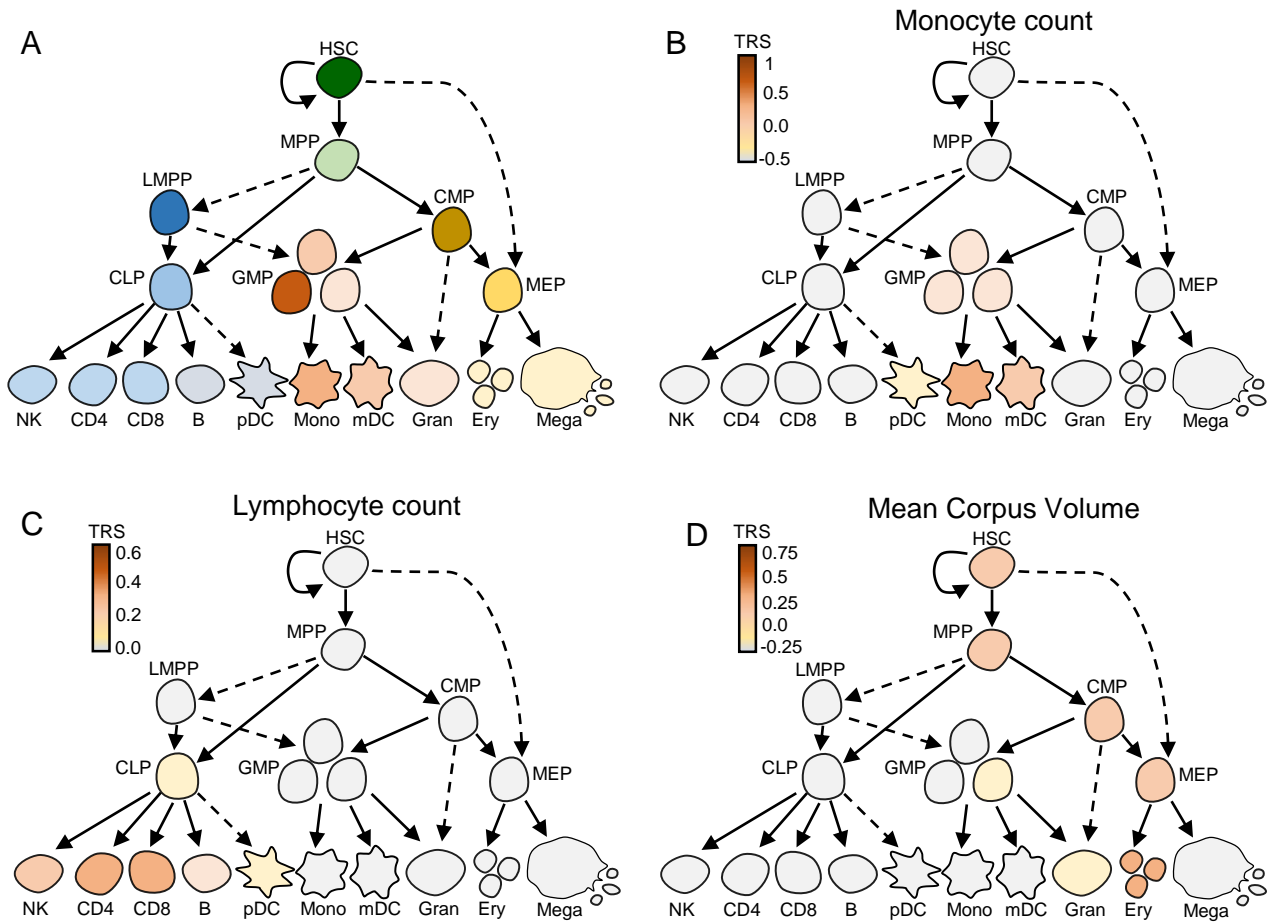 A
HSC
MPP
LMPP
CMP
CLP
GMP
MEP
NK CD4 CD8 B pDC Mono mDC Gran Ery Mega
B
Monocyte count
TRS
1
0.5
0.0
-0.5
HSC
MPP
LMPP
CMP
CLP
GMP
MEP
NK CD4 CD8 B pDC Mono mDC Gran Ery Mega
C
Lymphocyte count
TRS
0.6
0.4
0.2
0.0
HSC
MPP
LMPP
CMP
CLP
GMP
MEP
NK CD4 CD8 B pDC Mono mDC Gran Ery Mega
D
Mean Corpus Volume
TRS
0.75
0.5
0.25
0.0
-0.25
HSC
MPP
LMPP
CMP
CLP
GMP
MEP
NK CD4 CD8 B pDC Mono mDC Gran Ery Mega